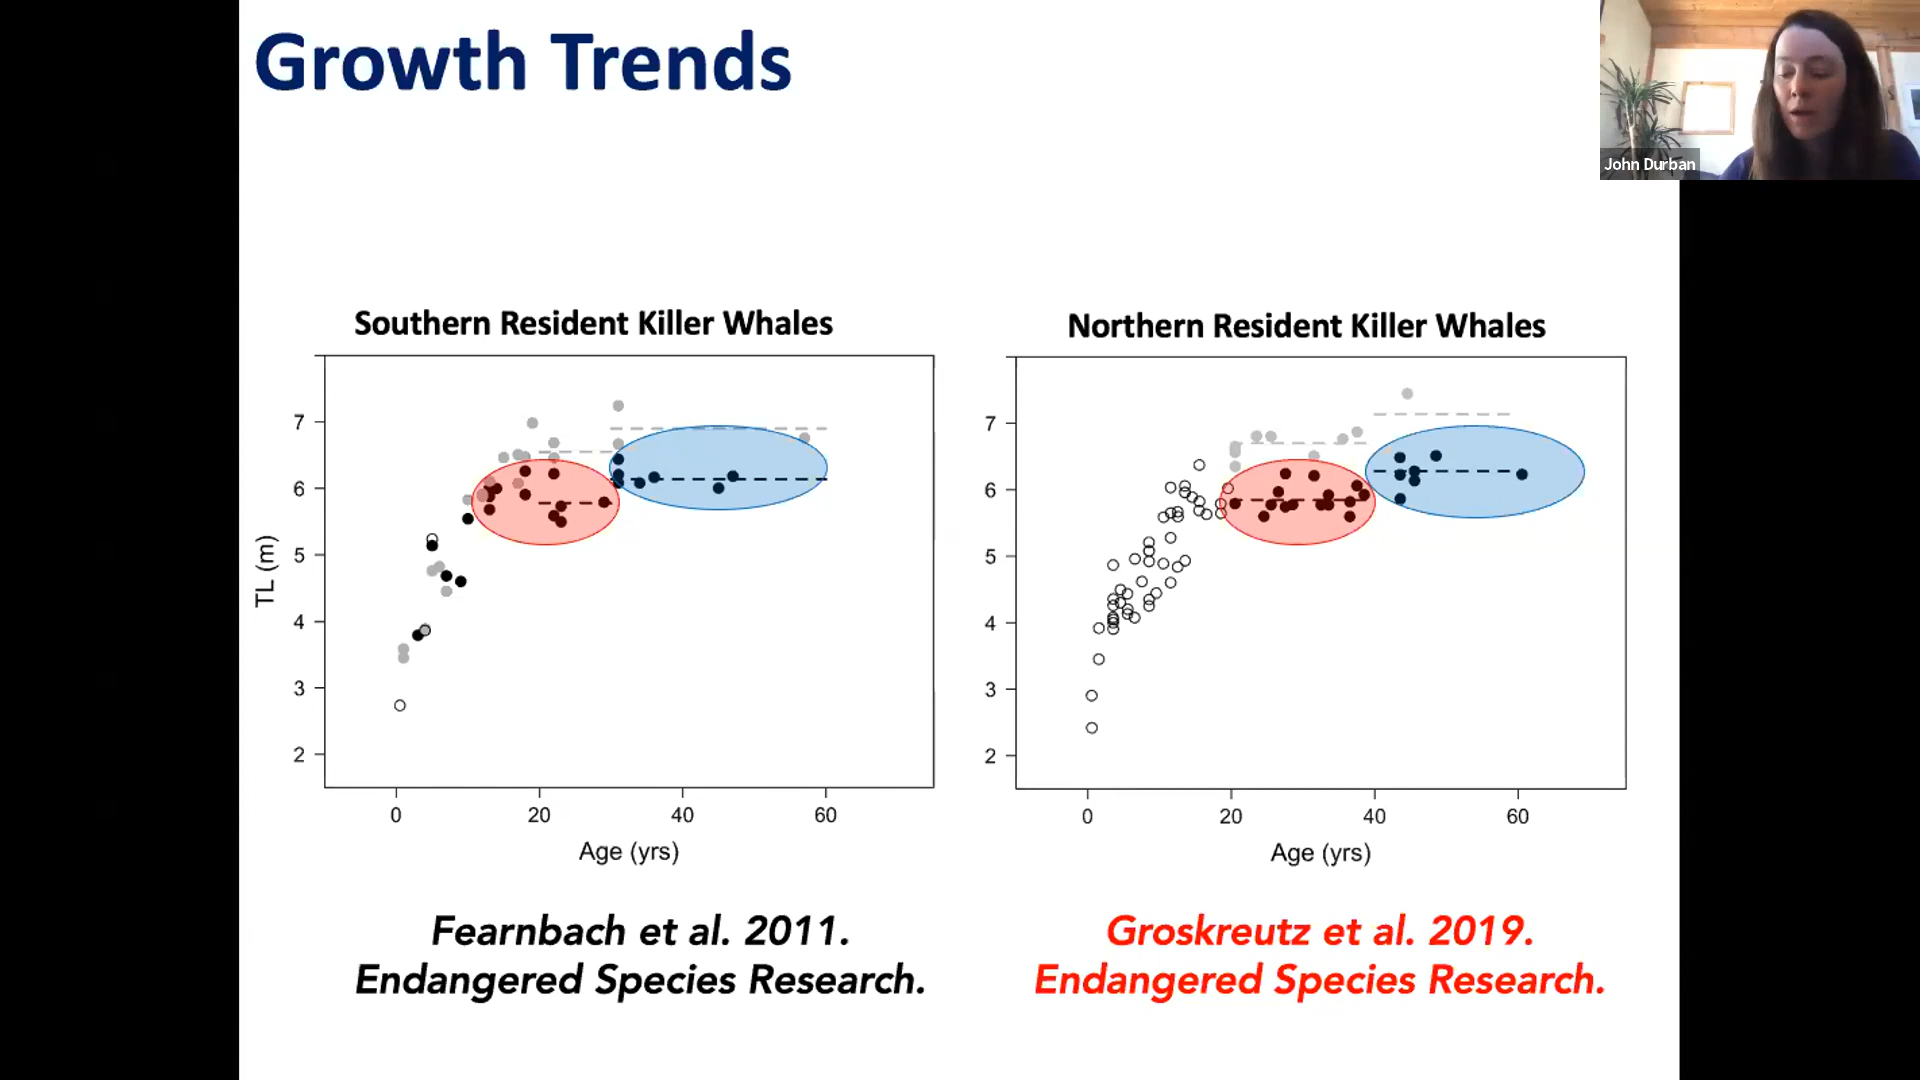 Growth Trends
John Durban
Southern Resident Killer Whales
7
6
5
4
3
2
TL (m)
0 20 40 60
Age (yrs)
Northern Resident Killer Whales
7
6
5
4
3
2
0 20 40 60
Age (yrs)
Fearnbach et al. 2011.
Endangered Species Research.
Groskreutz et al. 2019.
Endangered Species Research.